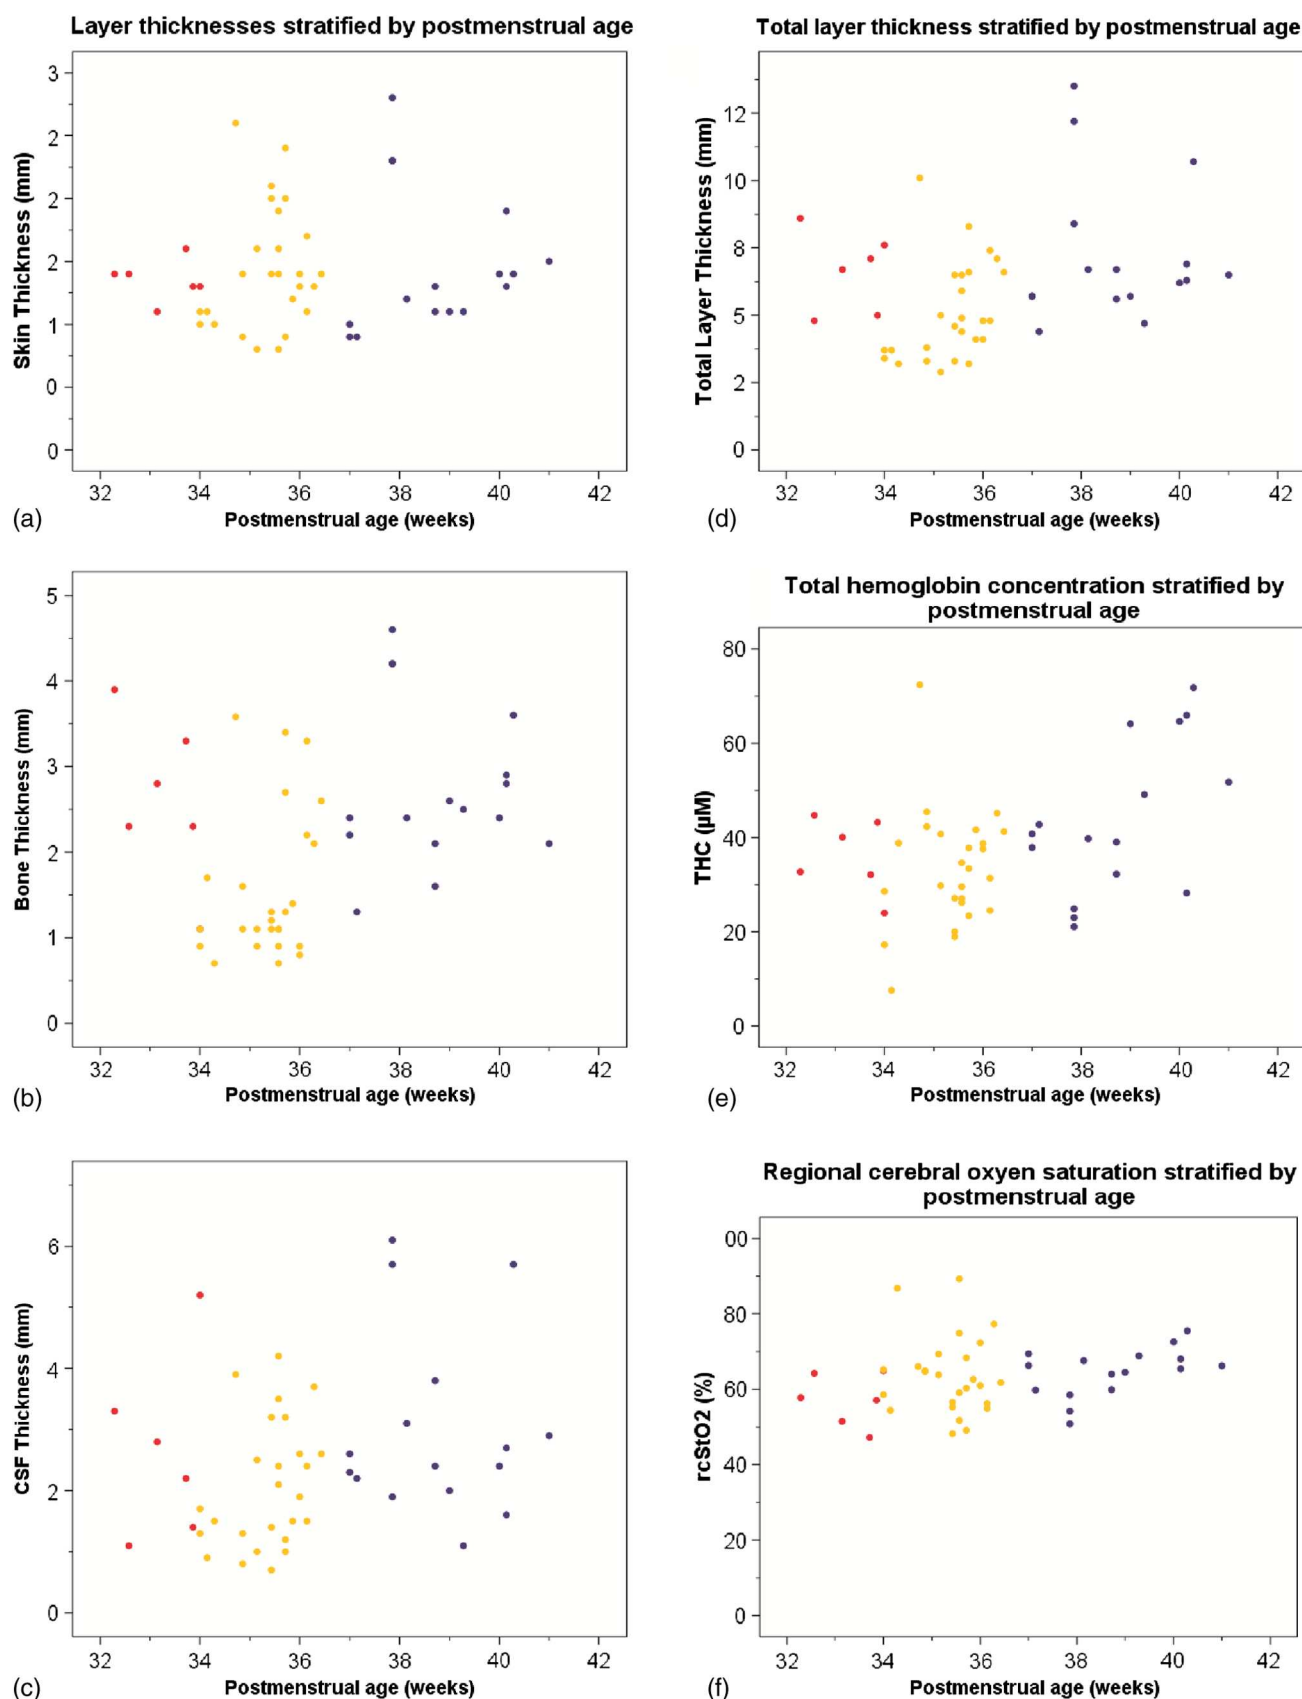 Layer thicknesses stratified by postmenstrual age
3
2
2
2
1
0
0
Skin Thickness (mm)
32 34 36 38 40 42
Postmenstrual age (weeks)
(a)
5
4
3
2
1
0
Bone Thickness (mm)
32 34 36 38 40 42
Postmenstrual age (weeks)
(b)
6
4
2
0
CSF Thickness (mm)
32 34 36 38 40 42
Postmenstrual age (weeks)
(c)
Total layer thickness stratified by postmenstrual age
12
10
8
5
2
0
Total Layer Thickness (mm)
32 34 36 38 40 42
Postmenstrual age (weeks)
(d)
Total hemoglobin concentration stratified by
postmenstrual age
80
60
40
20
0
THC (µM)
32 34 36 38 40 42
Postmenstrual age (weeks)
(e)
Regional cerebral oxyen saturation stratified by
postmenstrual age
00
80
60
40
20
0
rcStO2 (%)
32 34 36 38 40 42
Postmenstrual age (weeks)
(f)